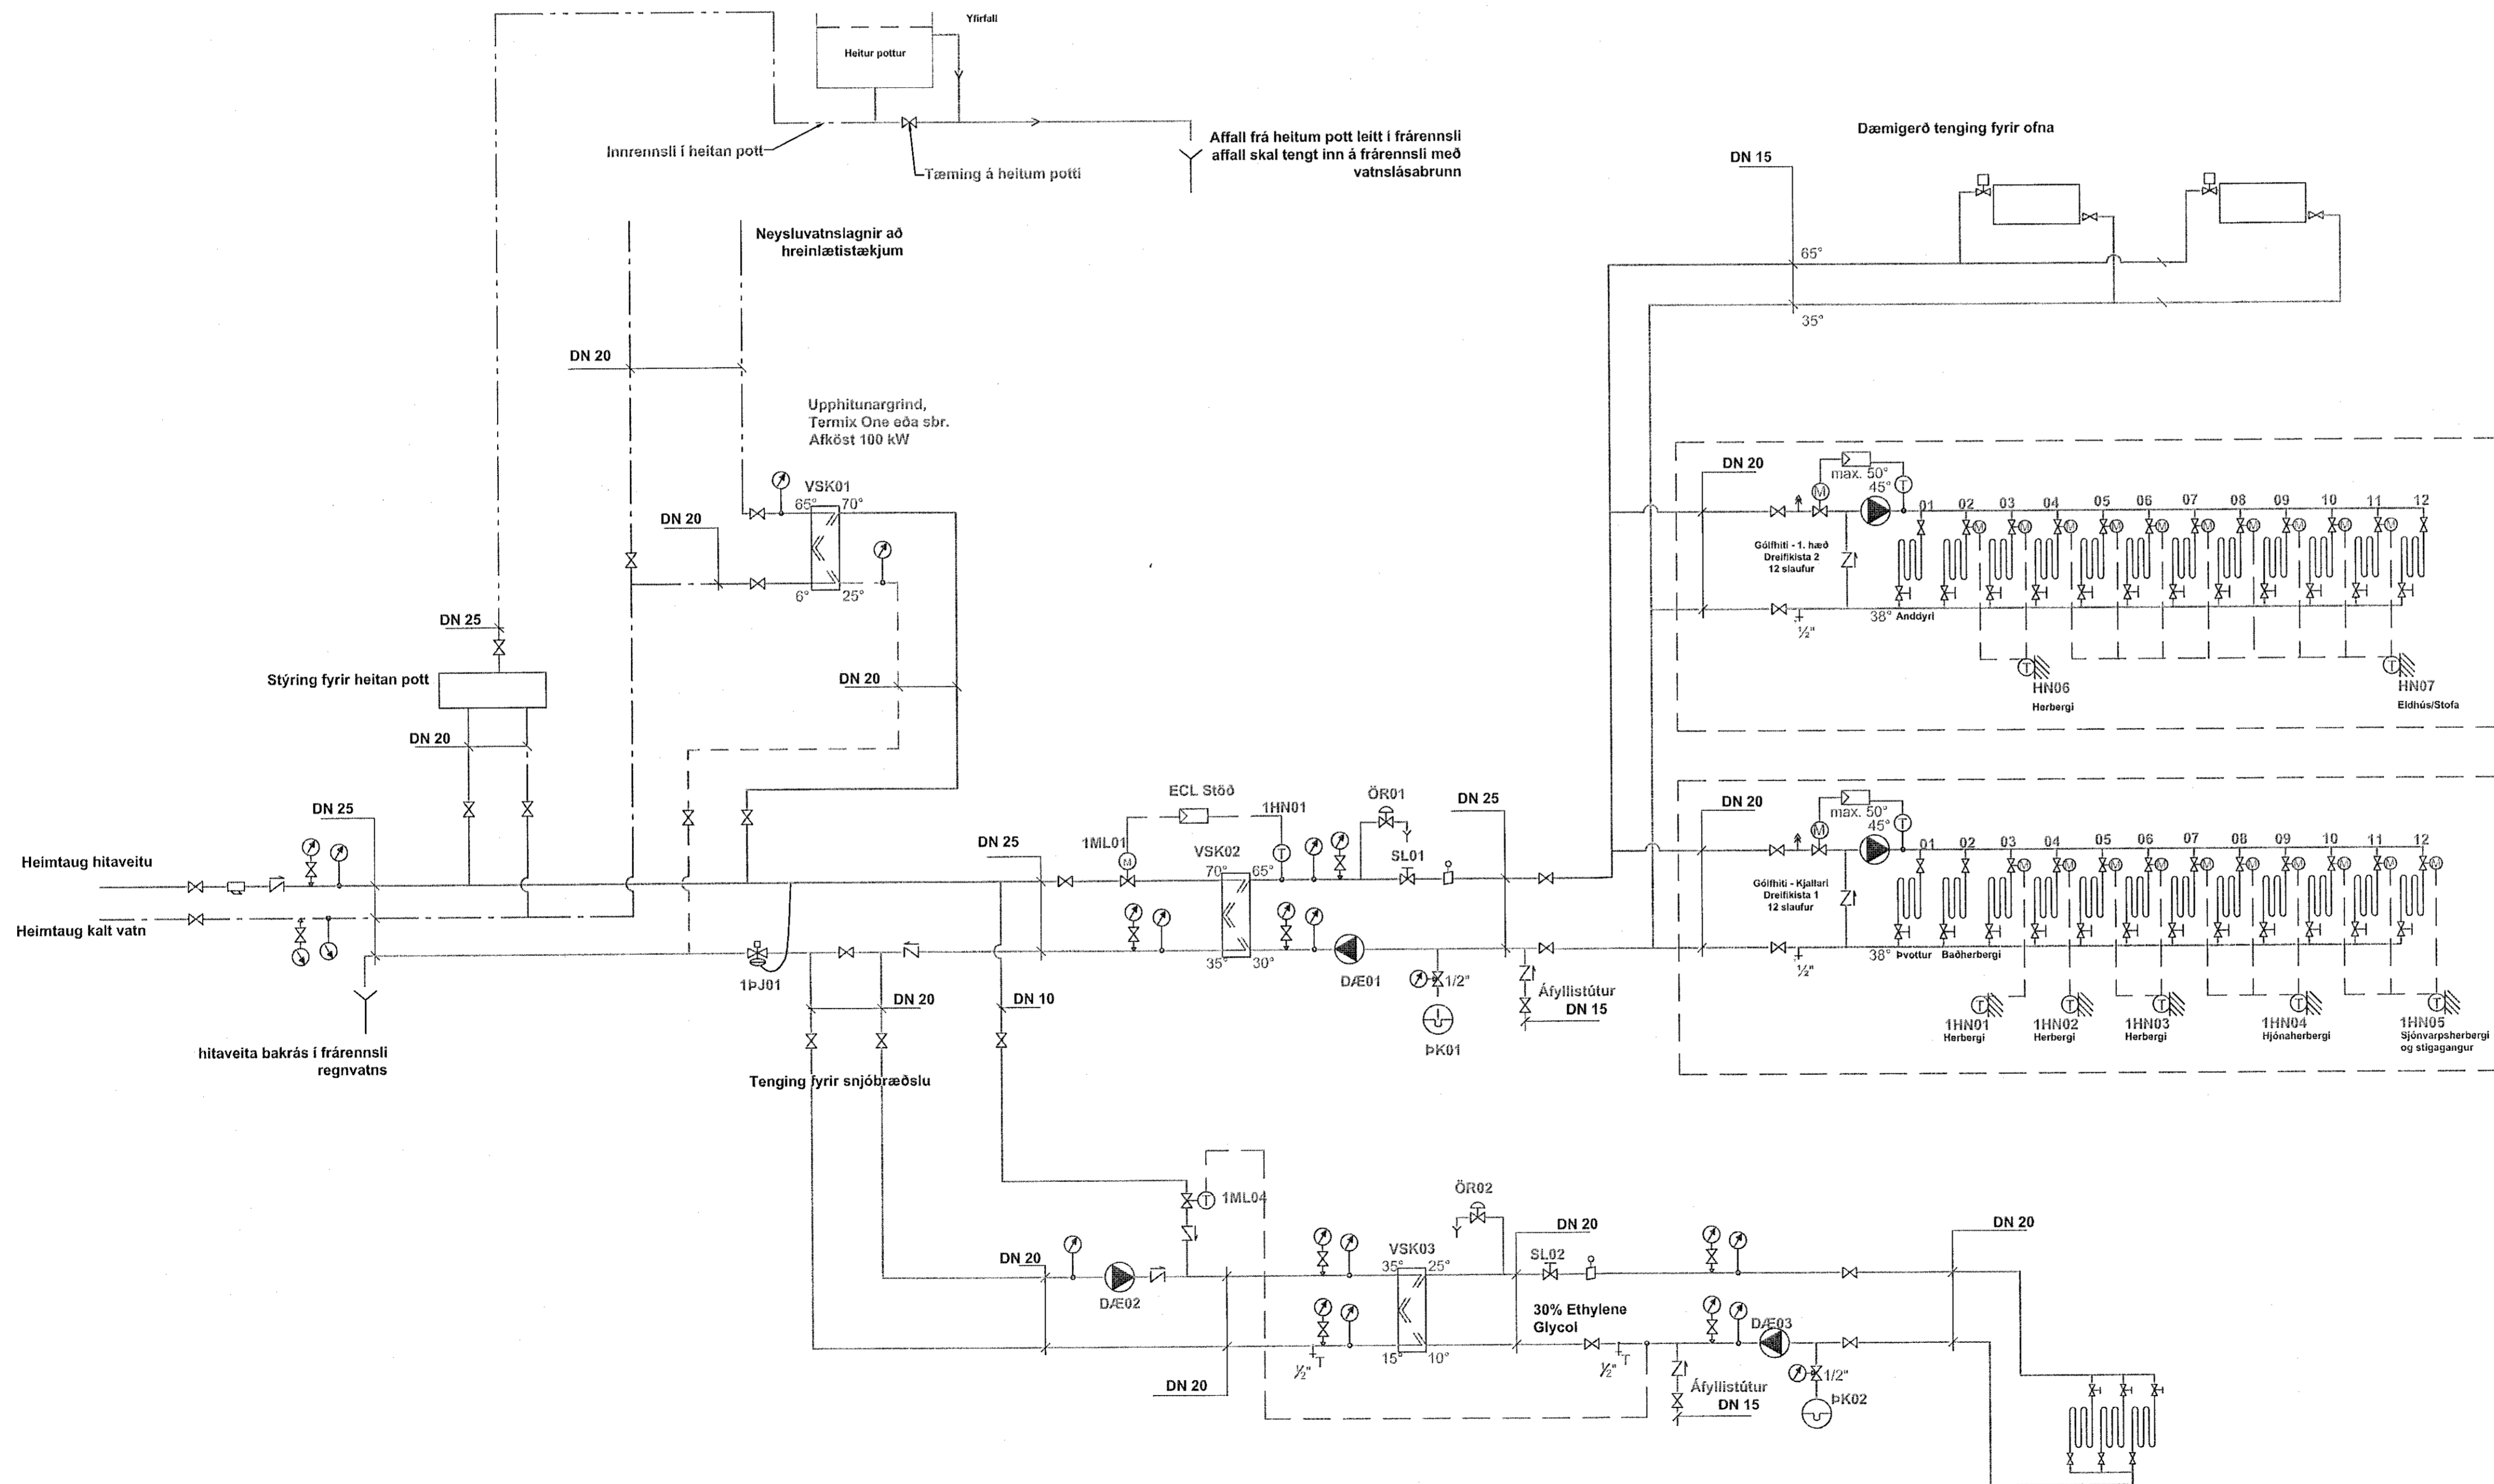 Yfirfall
Heitur pottur
Innrennsli í heitan pott
Tæming á heitum potti
Affall frá heitum pott leitt í frárennsli
affall skal tengt inn á frárennsli með
vatnslásabrunn
Dæmigerð tenging fyrir ofna
DN 15
65°
35°
Neysluvatnslagnir að
hreinlætistækjum
DN 20
Upphitunargrind,
Termix One eða sbr.
Afköst 100 kW
VSK01
65° 70°
DN 20
6° 25°
DN 25
Stýring fyrir heitan pott
DN 20
DN 20
DN 20
max. 50°
45°
M
T
01 02 03 04 05 06 07 08 09 10 11 12
M M M M M M M M M M
Gólfhiti - 1. hæð
Dreifikista 2
12 slaufur
½"
38° Anddyri
T
HN06
Herbergi
T
HN07
Eldhús/Stofa
DN 25
Heimtaug hitaveitu
Heimtaug kalt vatn
hitaveita bakrás í frárennsli
regnvatns
1ÞJ01
DN 20
DN 10
Tenging fyrir snjóbræðslu
DN 25
ECL Stöð
1ML01
M
1HN01
T
VSK02
70° 65°
35° 30°
ÖR01
SL01
DN 25
DÆ01
1/2"
ÞK01
Áfyllistútur
DN 15
DN 20
max. 50°
45°
M
T
01 02 03 04 05 06 07 08 09 10 11 12
M M M M M M M M M M
Gólfhiti - Kjallari
Dreifikista 1
12 slaufur
½"
38° Þvottur Baðherbergi
T T T T T
1HN01
Herbergi
1HN02
Herbergi
1HN03
Herbergi
1HN04
Hjónaherbergi
1HN05
Sjónvarpsherbergi
og stigagangur
T
1ML04
DN 20
DÆ02
DN 20
VSK03
35° 25°
15° 10°
½" T
ÖR02
DN 20
SL02
30% Ethylene
Glycol
½" T
Áfyllistútur
DN 15
DÆ03
1/2"
ÞK02
DN 20